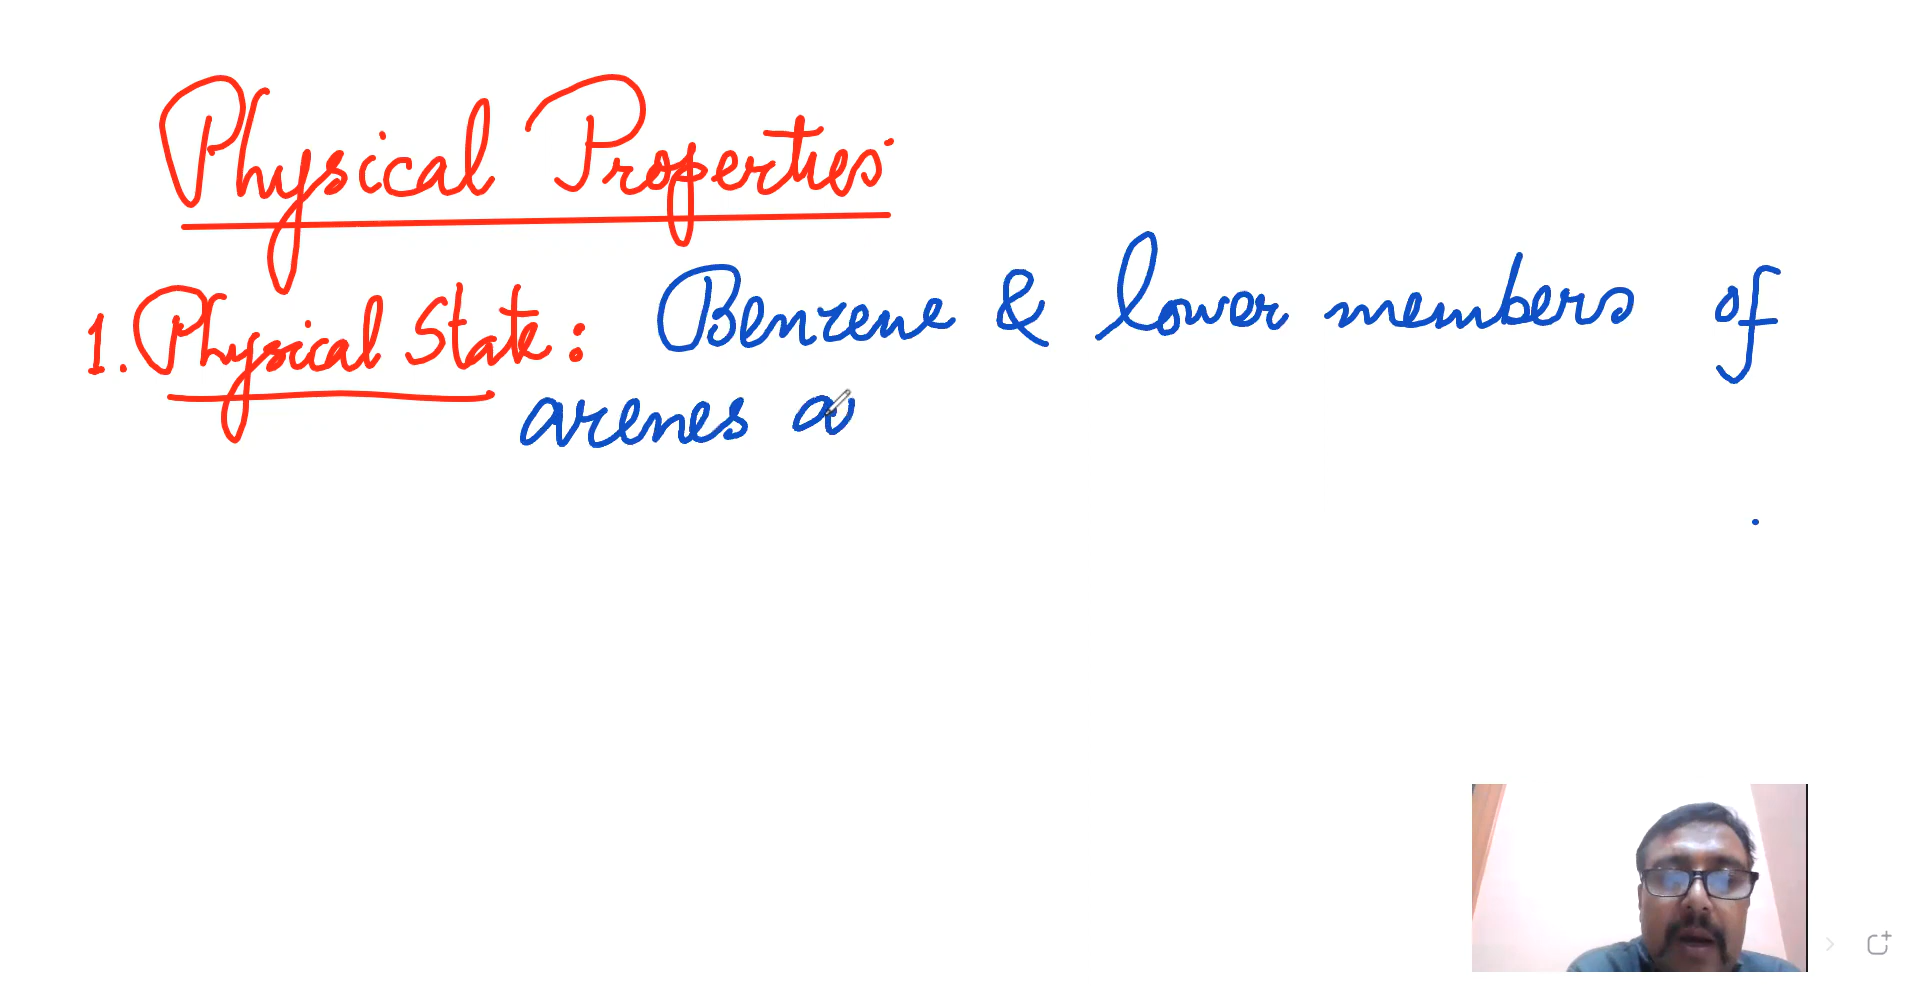 Physical Properties
1. Physical State: Benzene & lower members of
arenes